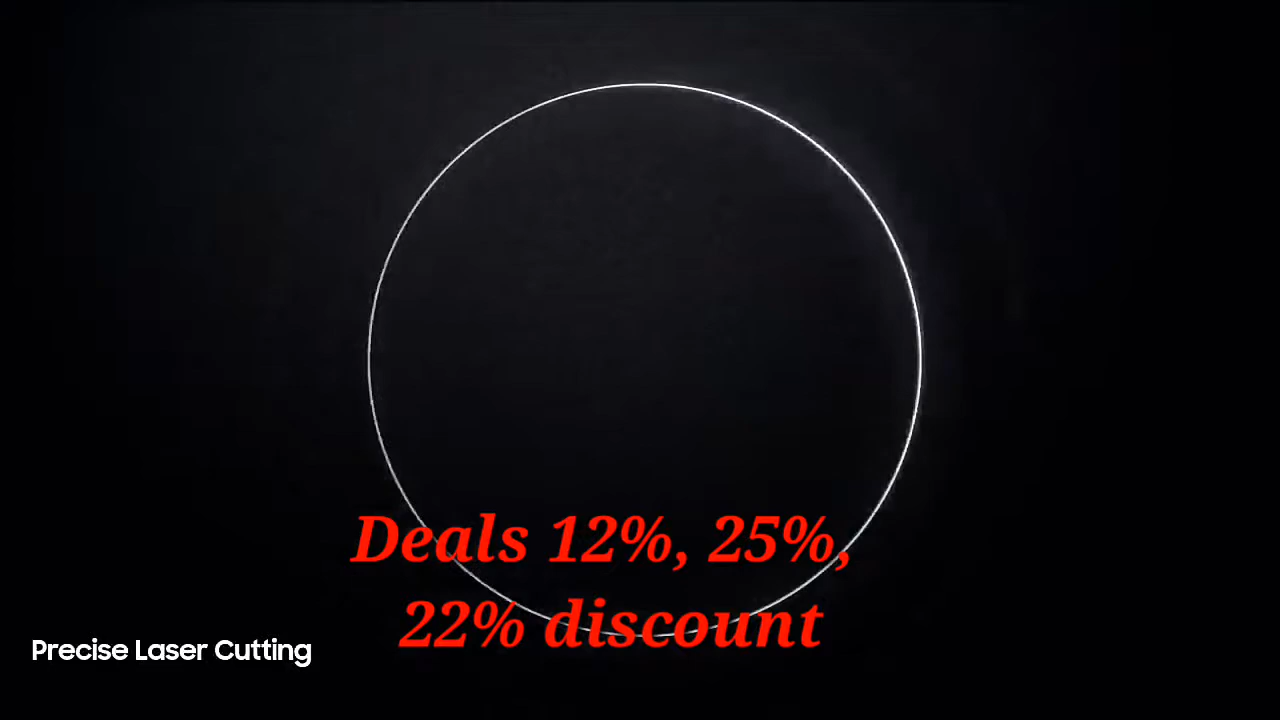 Deals 12%, 25%,
22% discount
Precise Laser Cutting